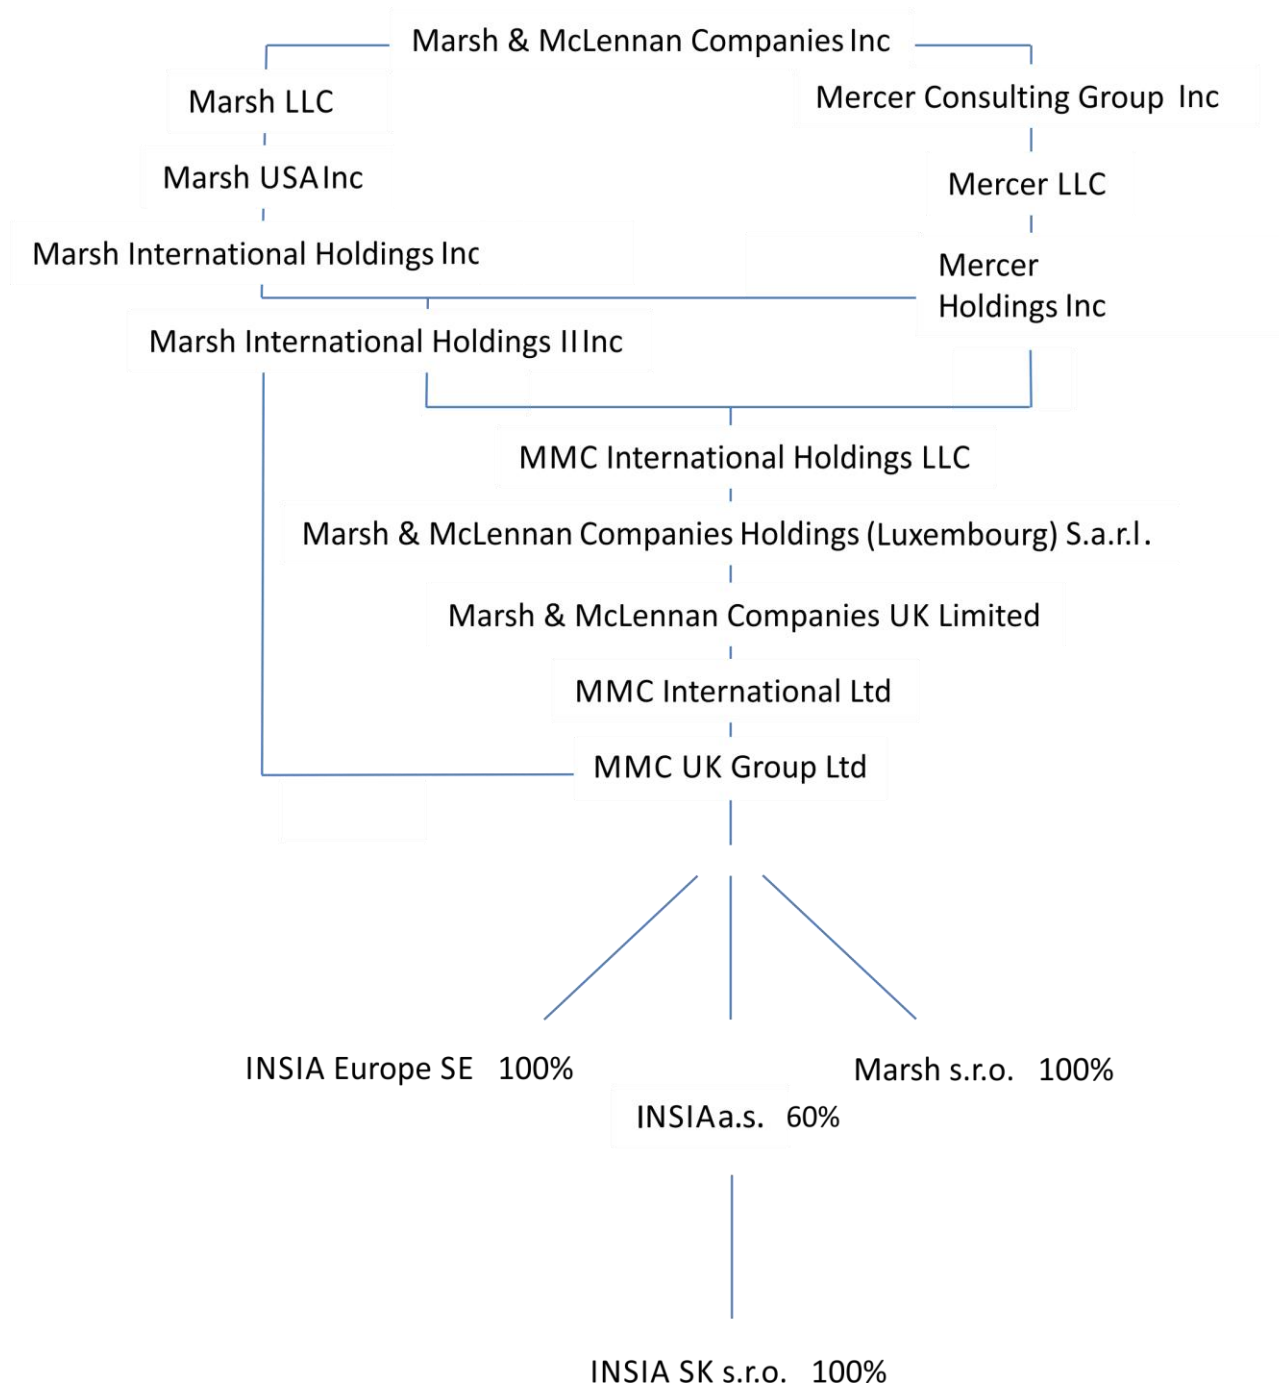 Marsh & McLennan Companies Inc
Marsh LLC
Mercer Consulting Group Inc
Marsh USA Inc
Mercer LLC
Marsh International Holdings Inc
Mercer
Holdings Inc
Marsh International Holdings II Inc
MMC International Holdings LLC
Marsh & McLennan Companies Holdings (Luxembourg) S.a.r.l.
Marsh & McLennan Companies UK Limited
MMC International Ltd
MMC UK Group Ltd
INSIA Europe SE 100%
Marsh s.r.o. 100%
INSIA a.s. 60%
INSIA SK s.r.o. 100%